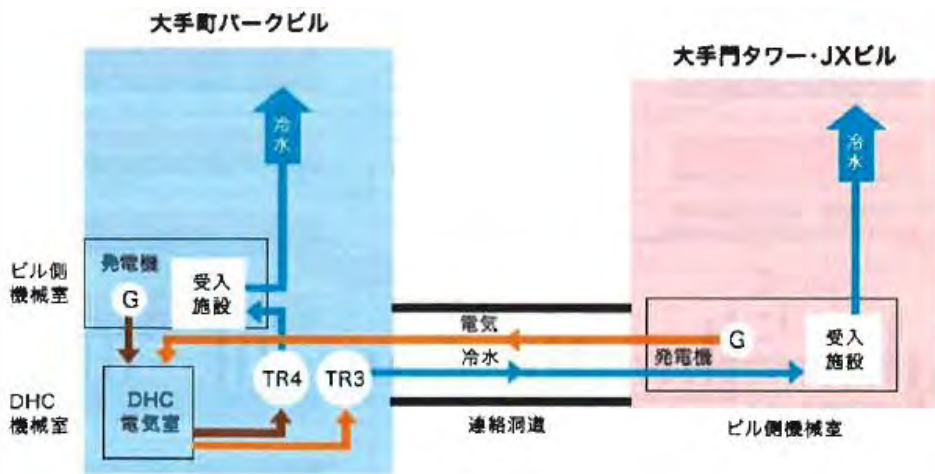 大手町パークビル
大手門タワー・JXビル
冷水
冷水
ビル側
機械室
発電機
G
受入
施設
電気
冷水
発電機
G
受入
施設
DHC
機械室
DHC
電気室
TR4
TR3
連絡洞道
ビル側機械室